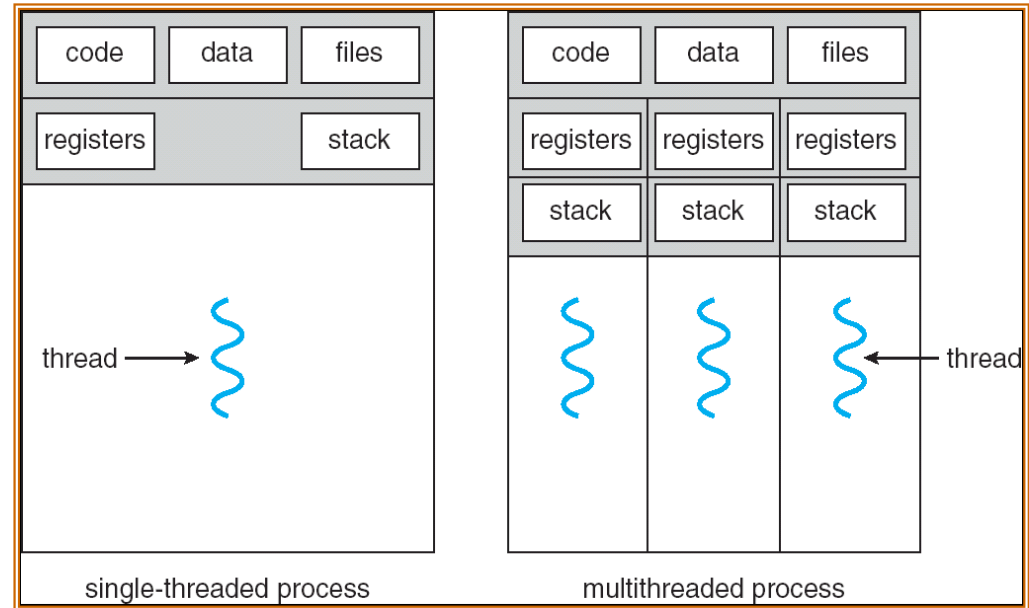 code data files code data files
registers stack registers registers registers
stack stack stack
thread thread
single-threaded process multithreaded process